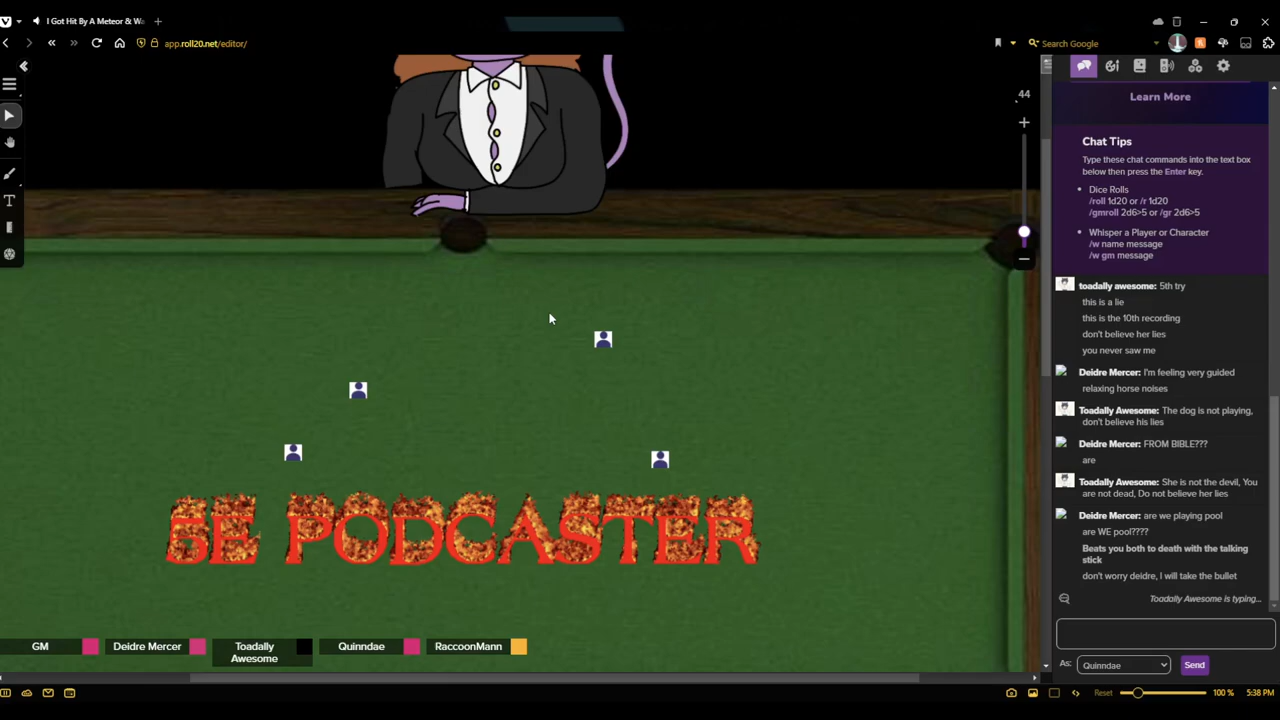 I Got Hit By A Meteor & Wa
app.roll20.net/editor/
Search Google
44
Learn More
Chat Tips
Type these chat commands into the text box
below then press the Enter key.
Dice Rolls
/roll 1d20 or /r 1d20
/gmroll 2d6>5 or /gr 2d6>5
Whisper a Player or Character
/w name message
/w gm message
toadally awesome: 5th try
this is a lie
this is the 10th recording
don't believe her lies
you never saw me
Deidre Mercer: I'm feeling very guided
relaxing horse noises
Toadally Awesome: The dog is not playing,
don't believe his lies
Deidre Mercer: FROM BIBLE???
are
Toadally Awesome: She is not the devil, You
are not dead, Do not believe her lies
Deidre Mercer: are we playing pool
are WE pool????
Beats you both to death with the talking
stick
don't worry deidre, I will take the bullet
Toadally Awesome is typing...
5E PODCASTER
GM
Deidre Mercer
Toadally
Awesome
Quinndae
RaccoonMann
As:
Quinndae
Send
Reset
100 %
5:38 PM